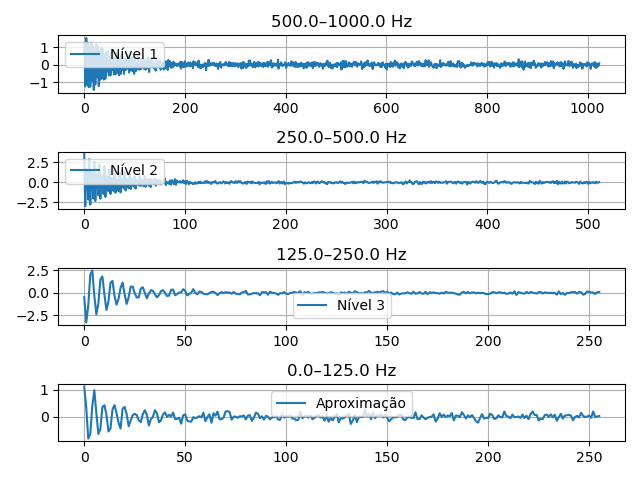 500.0–1000.0 Hz
1
0
−1
Nível 1
0 200 400 600 800 1000
250.0–500.0 Hz
2.5
0.0
−2.5
Nível 2
0 100 200 300 400 500
125.0–250.0 Hz
2.5
0.0
−2.5
Nível 3
0 50 100 150 200 250
0.0–125.0 Hz
1
0
Aproximação
0 50 100 150 200 250